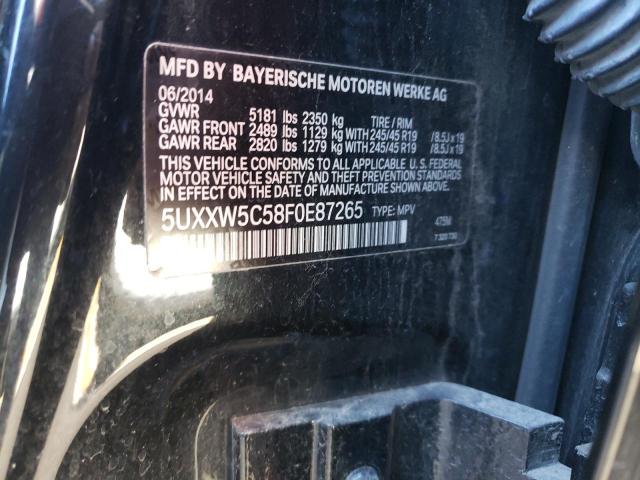 MFD BY BAYERISCHE MOTOREN WERKE AG
06/2014
GVWR 5181 lbs 2350 kg TIRE / RIM
GAWR FRONT 2489 lbs 1129 kg WITH 245/45 R19 /8.5J x 19
GAWR REAR 2820 lbs 1279 kg WITH 245/45 R19 /8.5J x 19
THIS VEHICLE CONFORMS TO ALL APPLICABLE U. S. FEDERAL
MOTOR VEHICLE SAFETY AND THEFT PREVENTION STANDARDS
IN EFFECT ON THE DATE OF MANUFACTURE SHOWN ABOVE.
5UXXW5C58F0E87265 TYPE: MPV 475M